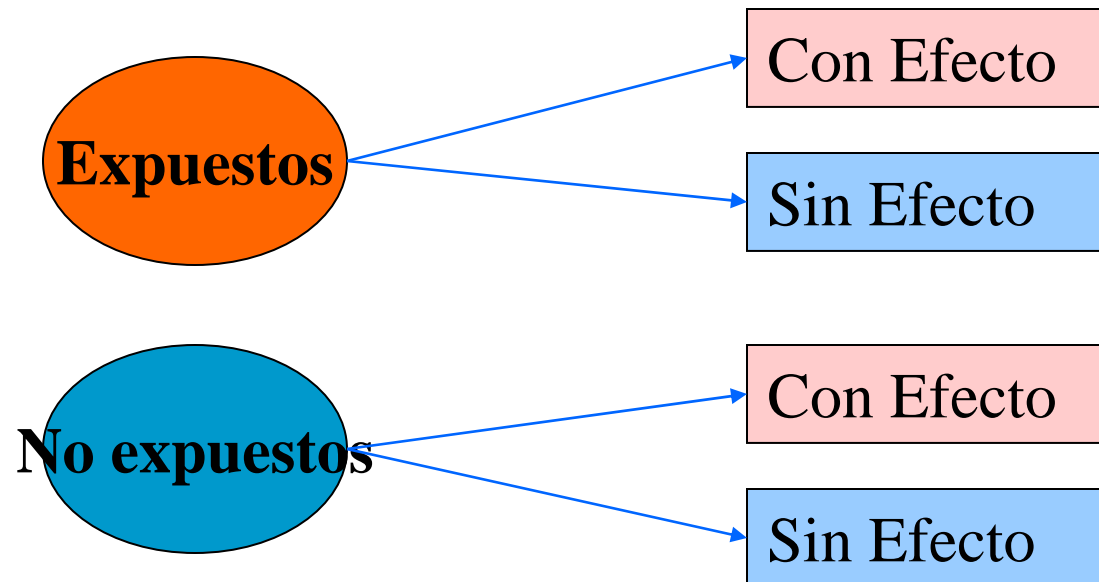 Con Efecto
Expuestos
Sin Efecto
Con Efecto
No expuestos
Sin Efecto